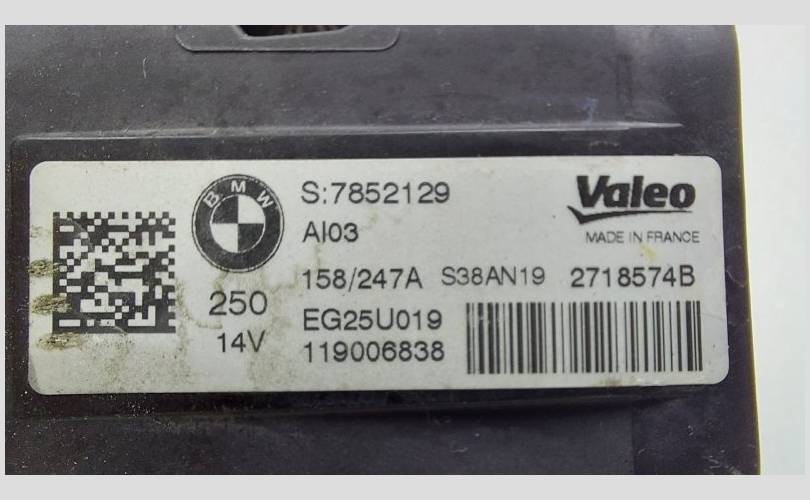 BMW
S:7852129
AI03
Valeo
MADE IN FRANCE
158/247A S38AN19 2718574B
250
14V
EG25U019
119006838